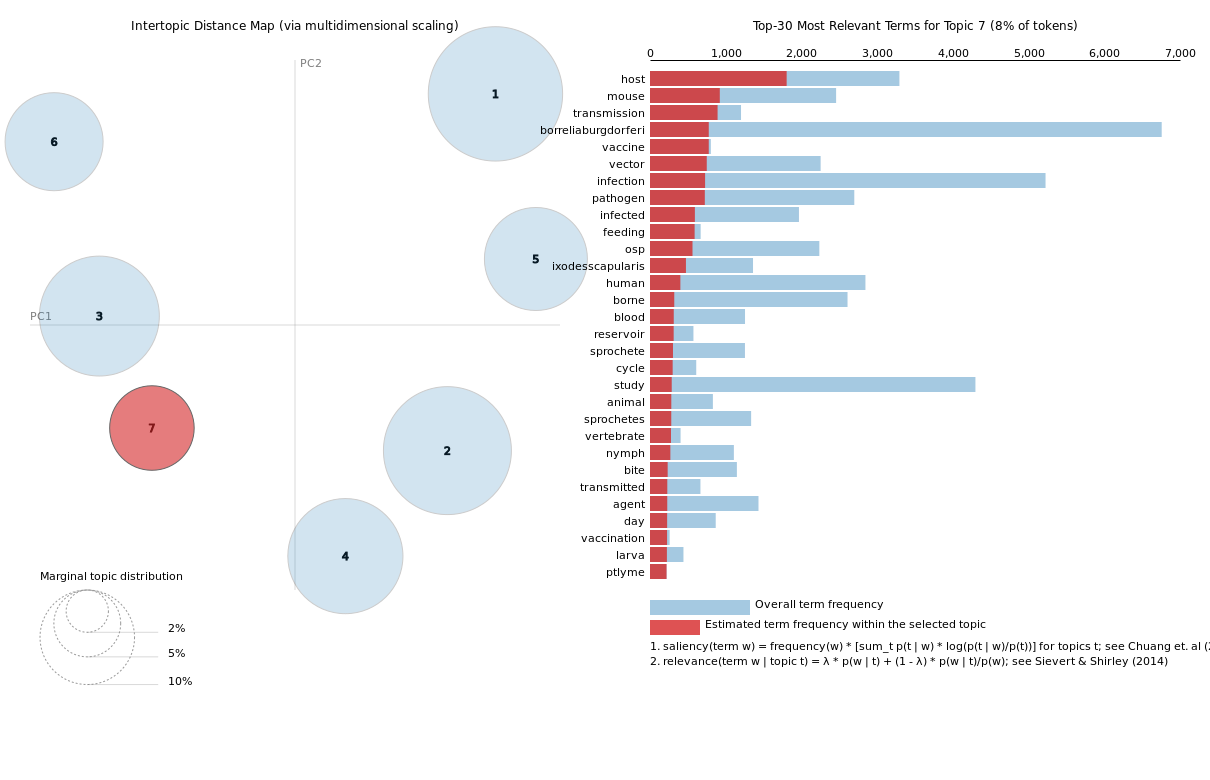 Intertopic Distance Map (via multidimensional scaling)
PC2
1
6
5
PC1
3
7
2
4
Marginal topic distribution
2%
5%
10%
Top-30 Most Relevant Terms for Topic 7 (8% of tokens)
0 1,000 2,000 3,000 4,000 5,000 6,000 7,000
host
mouse
transmission
borreliaburgdorferi
vaccine
vector
infection
pathogen
infected
feeding
osp
ixodesscapularis
human
borne
blood
reservoir
sprochete
cycle
study
animal
sprochetes
vertebrate
nymph
bite
transmitted
agent
day
vaccination
larva
ptlyme
Overall term frequency
Estimated term frequency within the selected topic
1. saliency(term w) = frequency(w) * [sum_t p(t | w) * log(p(t | w)/p(t))] for topics t; see Chuang et. al
2. relevance(term w | topic t) = λ * p(w | t) + (1 - λ) * p(w | t)/p(w); see Sievert & Shirley (2014)